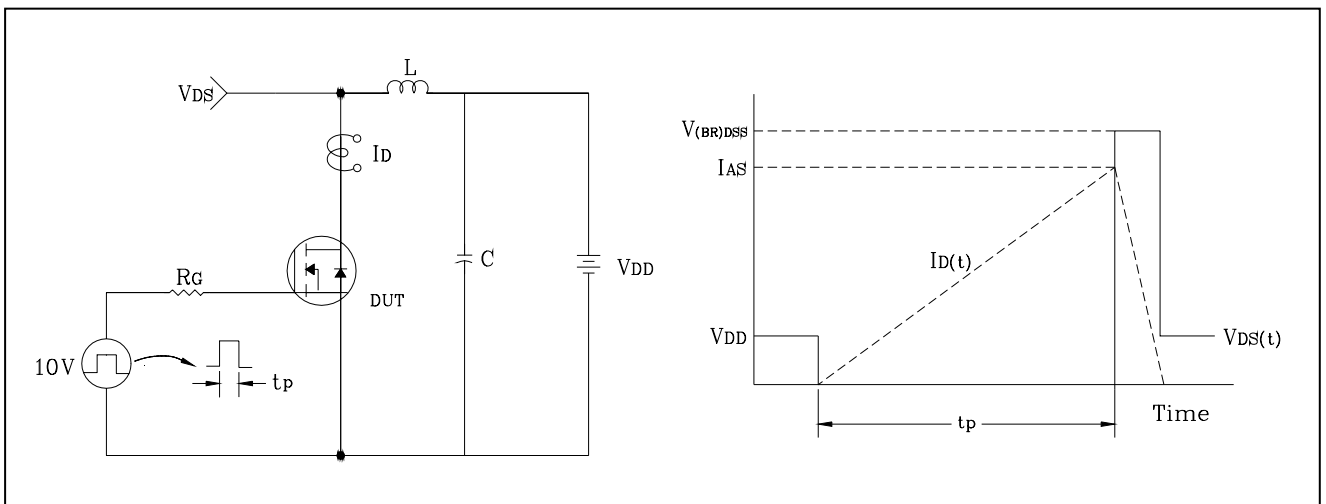 L
VDS
ID
C
VDD
RG
DUT
10V
tp
V(BR)DSS
IAS
ID(t)
VDD
VDS(t)
tp
Time